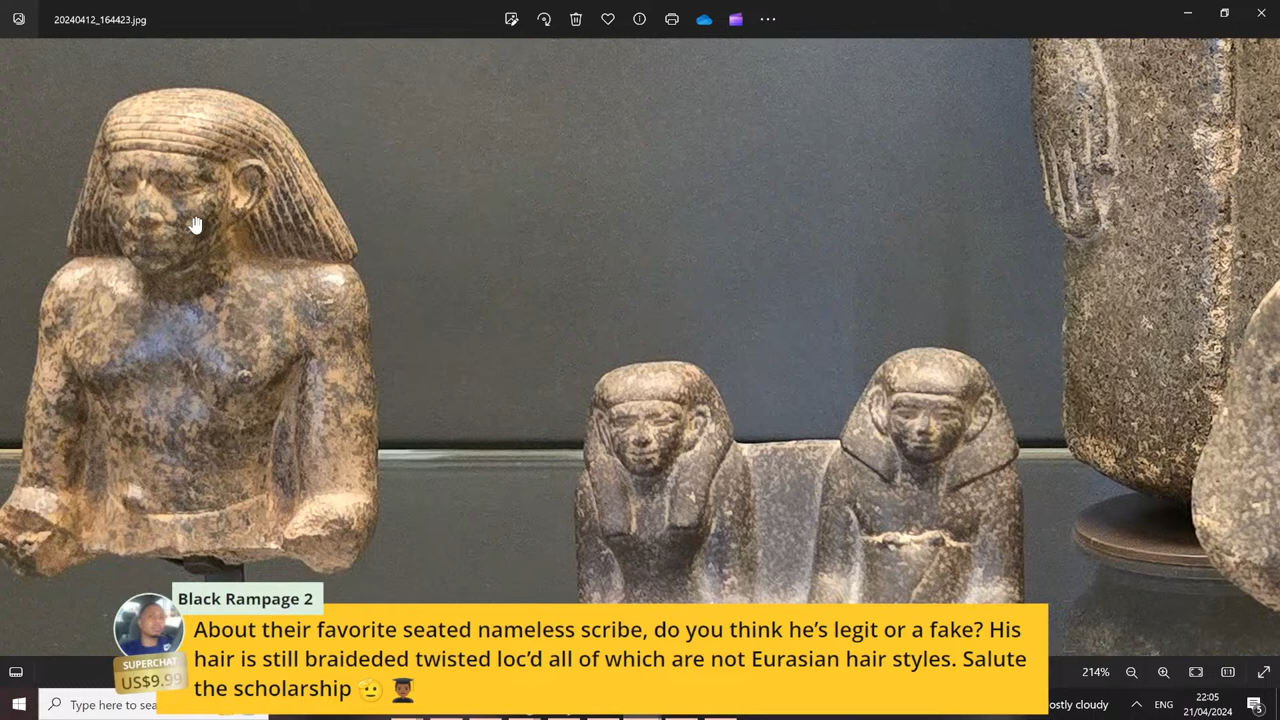 20240412_164423.jpg
Black Rampage 2
About their favorite seated nameless scribe, do you think he's legit or a fake? His
hair is still braideded twisted loc'd all of which are not Eurasian hair styles. Salute
the scholarship 🫡 👨🏾‍🎓
SUPERCHAT
US$9.99
214%
Type here to sea
ostly cloudy
ENG
22:05
21/04/2024
5